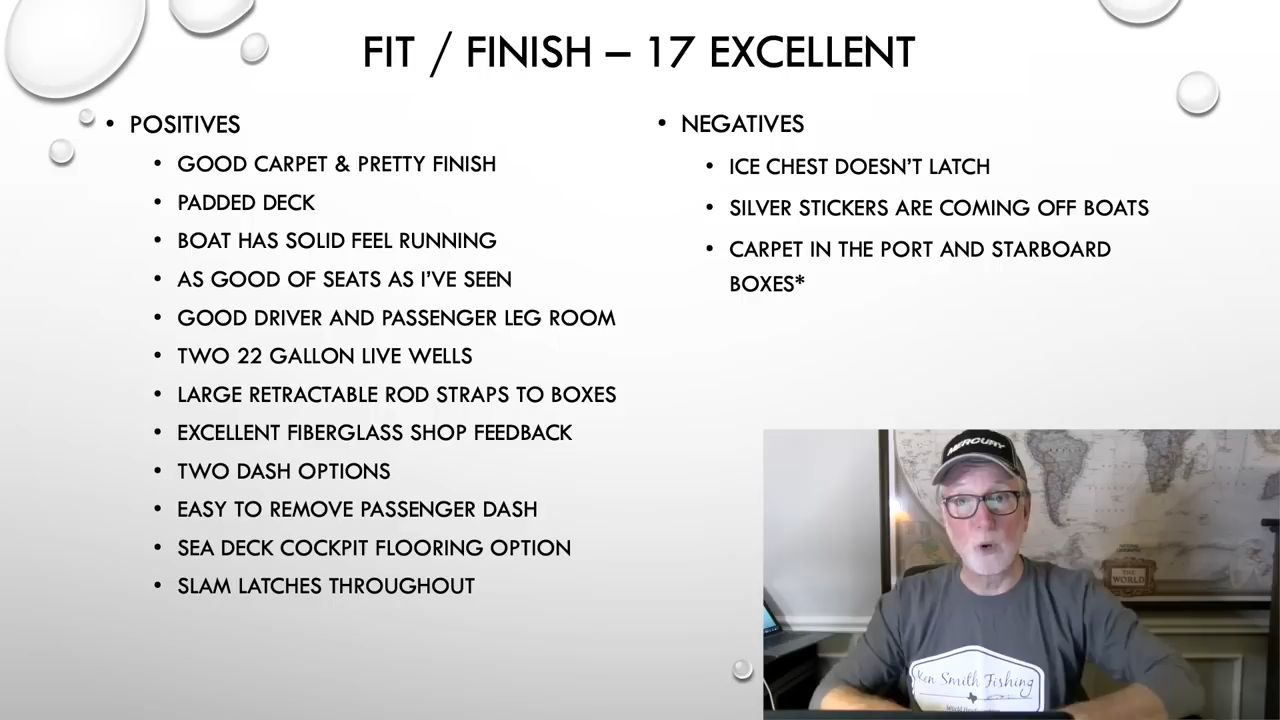 FIT / FINISH – 17 EXCELLENT
• POSITIVES
• GOOD CARPET & PRETTY FINISH
• PADDED DECK
• BOAT HAS SOLID FEEL RUNNING
• AS GOOD OF SEATS AS I’VE SEEN
• GOOD DRIVER AND PASSENGER LEG ROOM
• TWO 22 GALLON LIVE WELLS
• LARGE RETRACTABLE ROD STRAPS TO BOXES
• EXCELLENT FIBERGLASS SHOP FEEDBACK
• TWO DASH OPTIONS
• EASY TO REMOVE PASSENGER DASH
• SEA DECK COCKPIT FLOORING OPTION
• SLAM LATCHES THROUGHOUT
• NEGATIVES
• ICE CHEST DOESN’T LATCH
• SILVER STICKERS ARE COMING OFF BOATS
• CARPET IN THE PORT AND STARBOARD
BOXES*
MERCURY
NATIONAL
GEOGRAPHIC
THE
WORLD
Ken Smith Fishing